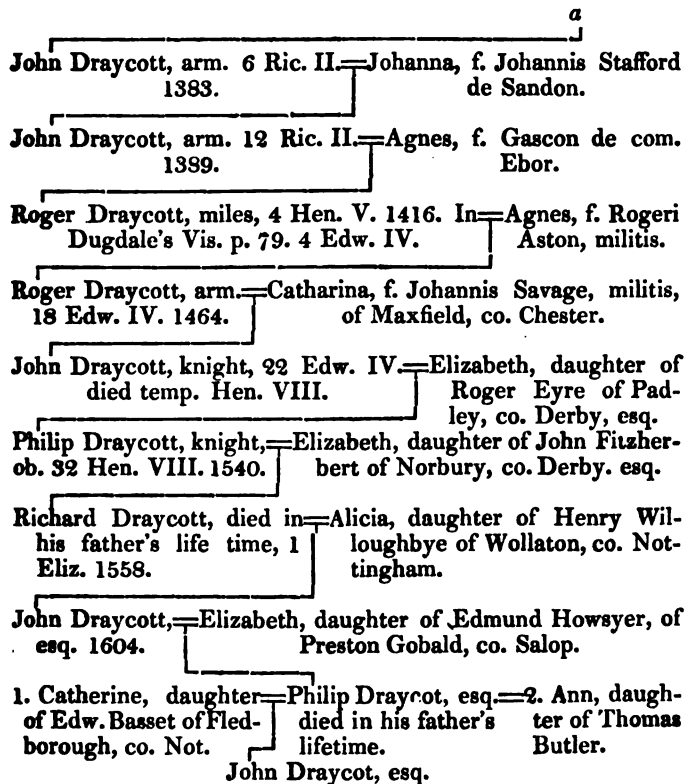 a
John Draycott, arm. 6 Ric. II.=Johanna, f. Johannis Stafford
1383. de Sandon.
John Draycott, arm. 12 Ric. II.=Agnes, f. Gascon de com.
1389. Ebor.
Roger Draycott, miles, 4 Hen. V. 1416. In=Agnes, f. Rogeri
Dugdale's Vis. p. 79. 4 Edw. IV. Aston, militis.
Roger Draycott, arm.=Catharina, f. Johannis Savage, militis,
18 Edw. IV. 1464. of Maxfield, co. Chester.
John Draycott, knight, 22 Edw. IV.=Elizabeth, daughter of
died temp. Hen. VIII. Roger Eyre of Pad-
ley, co. Derby, esq.
Philip Draycott, knight,=Elizabeth, daughter of John Fitzher-
ob. 32 Hen. VIII. 1540. bert of Norbury, co. Derby. esq.
Richard Draycott, died in=Alicia, daughter of Henry Wil-
his father's life time, 1 loughbye of Wollaton, co. Not-
Eliz. 1558. tingham.
John Draycott,=Elizabeth, daughter of Edmund Howsyer, of
esq. 1604. Preston Gobald, co. Salop.
1. Catherine, daughter=Philip Draycot, esq.=2. Ann, daugh-
of Edw. Basset of Fled- died in his father's ter of Thomas
borough, co. Not. lifetime. Butler.
John Draycot, esq.